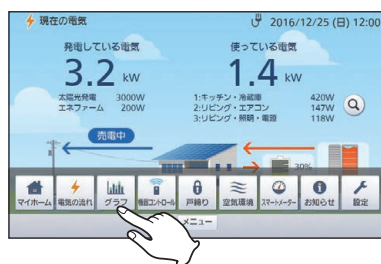 現在の電気
2016/12/25 (日) 12:00
発電している電気
3.2 kW
太陽光発電 3000W
エネファーム 200W
使っている電気
1.4 kW
1:キッチン・冷蔵庫 420W
2:リビング・エアコン 147W
3:リビング・照明・電源 118W
売電中
30%
マイホーム
電気の流れ
グラフ
機器コントロール
戸締り
空気環境
スマートメーター
お知らせ
設定
メニュー